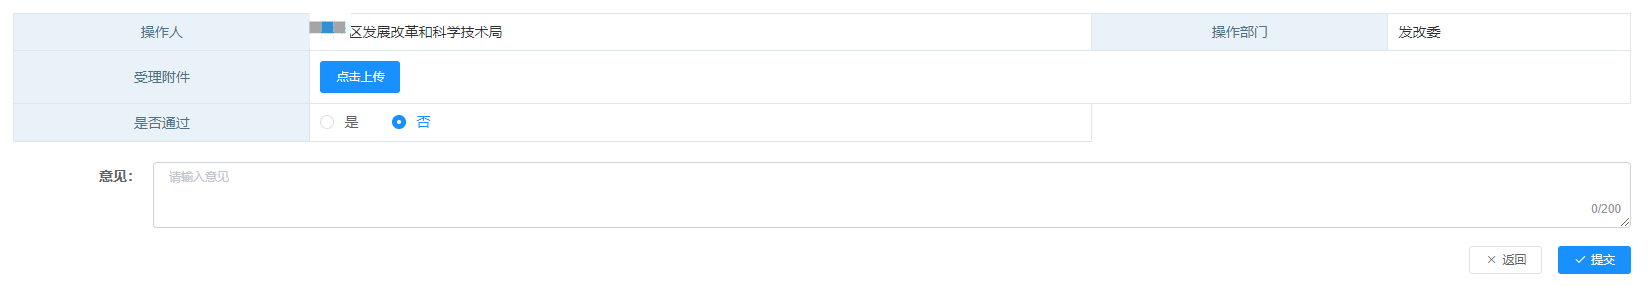 操作人 区发展改革和科学技术局 操作部门 发改委
受理附件 点击上传
是否通过 是 否
意见: 请输入意见
0/200
返回 提交